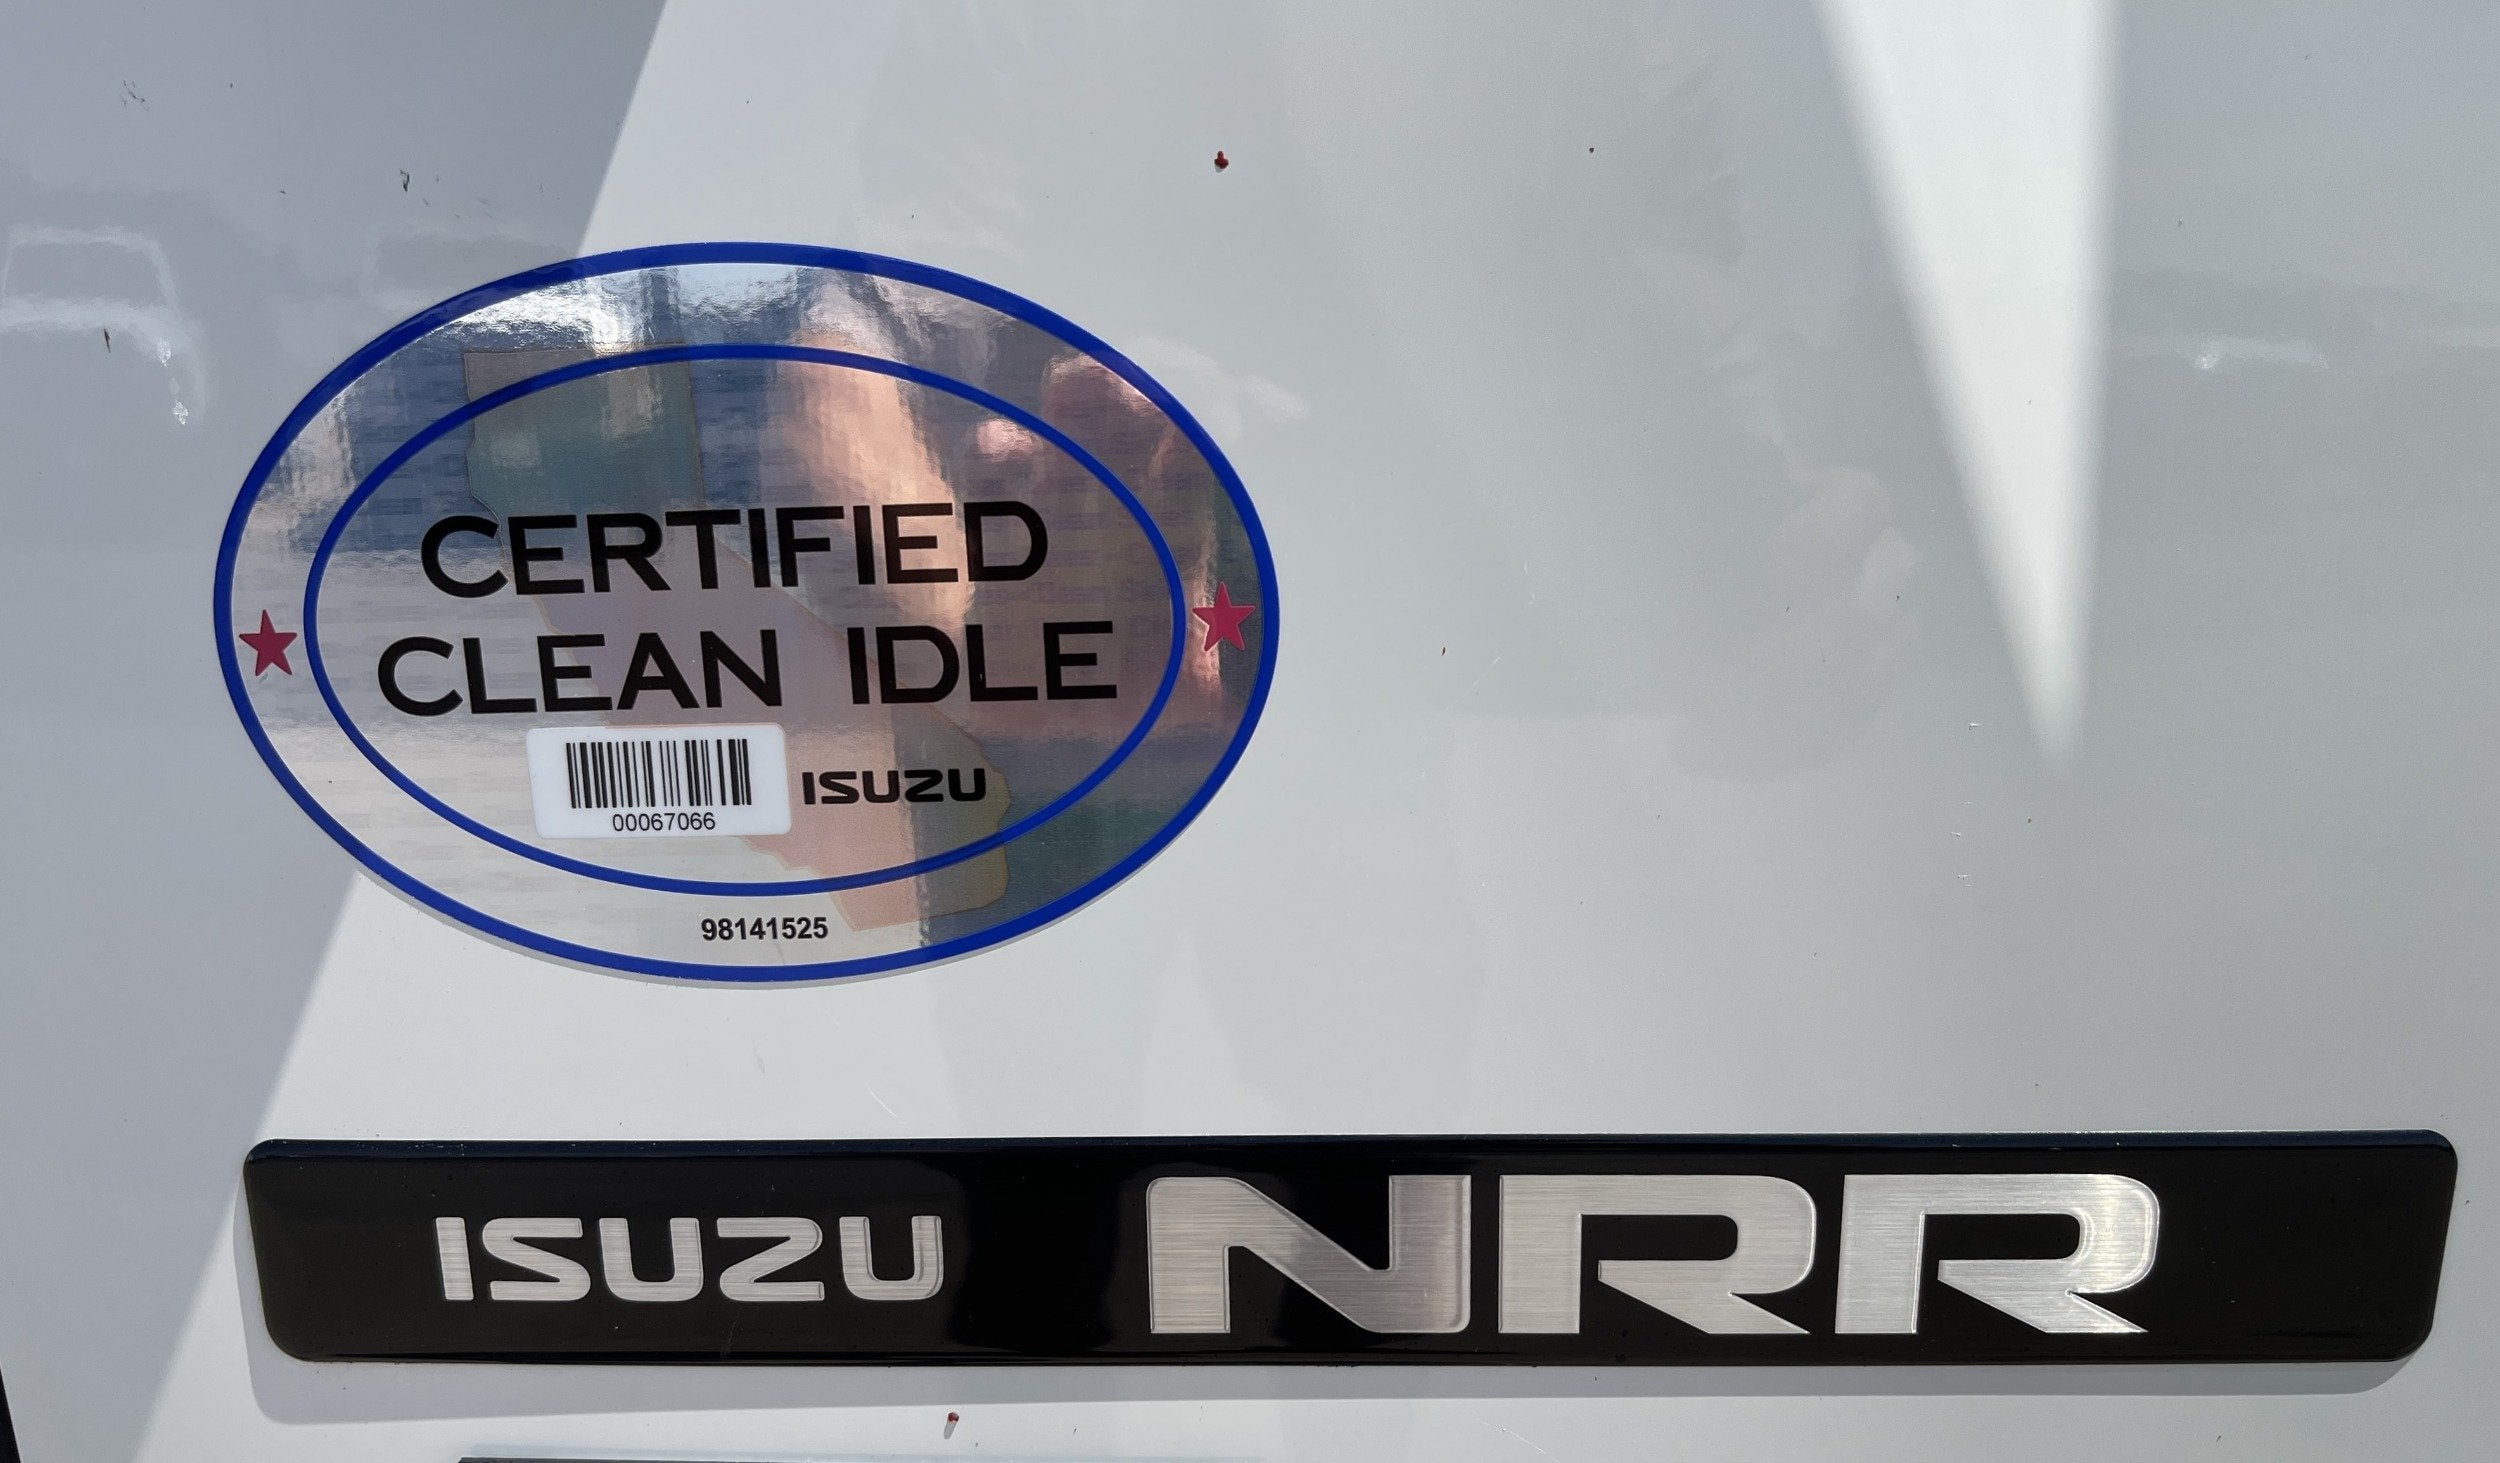 CERTIFIED
CLEAN IDLE
00067066
ISUZU
98141525
ISUZU NRR